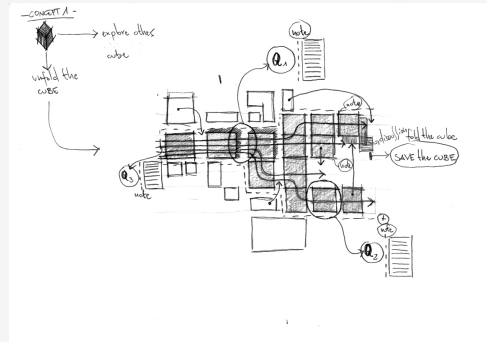 - CONCEPT 1 -
explore other
cube
unfold the
CUBE
note
Q1
note
fold the cube
SAVE the CUBE
note
Q3
note
+
note
Q2